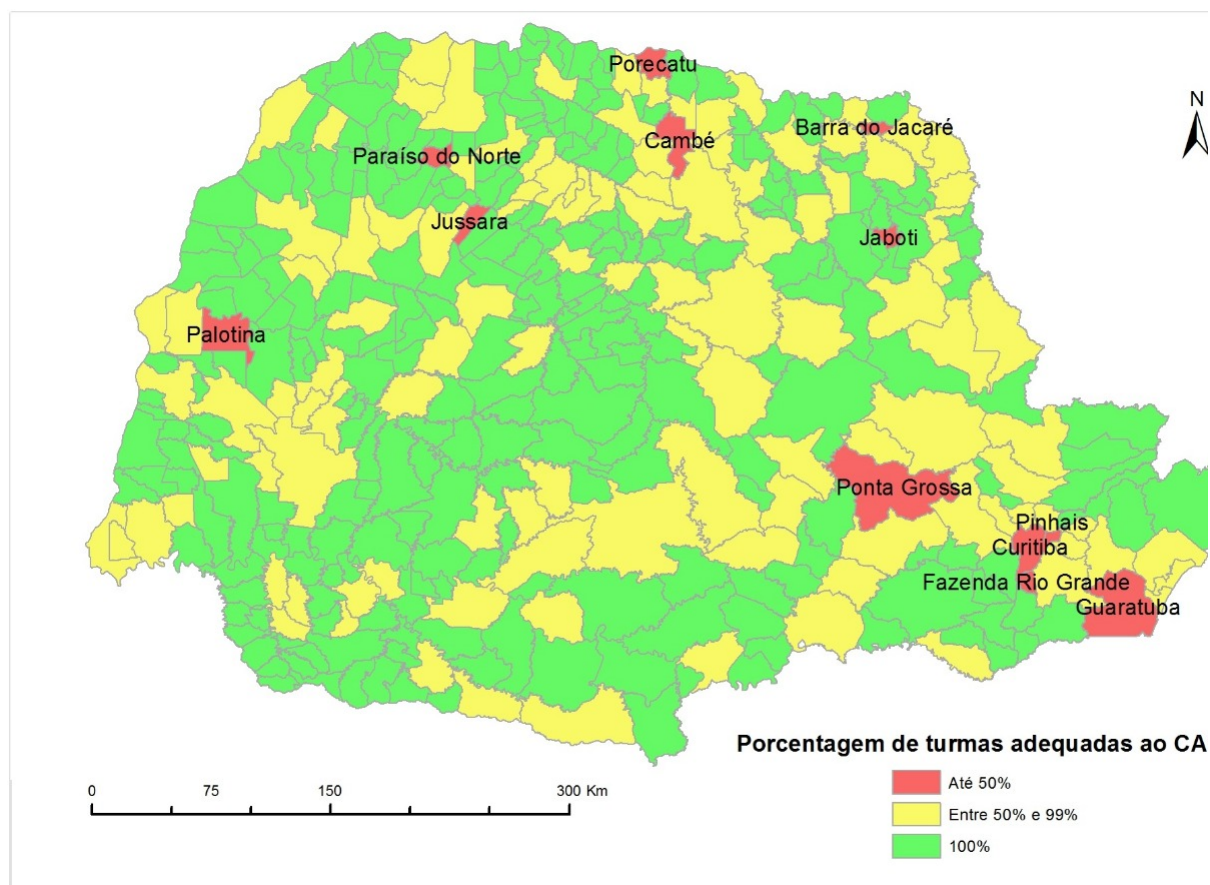 Porecatu
N
Barra do Jacaré
Cambé
Paraíso do Norte
Jussara
Jaboti
Palotina
Ponta Grossa
Pinhais
Curitiba
Fazenda Rio Grande
Guaratuba
Porcentagem de turmas adequadas ao CA
0 75 150 300 Km
Até 50%
Entre 50% e 99%
100%